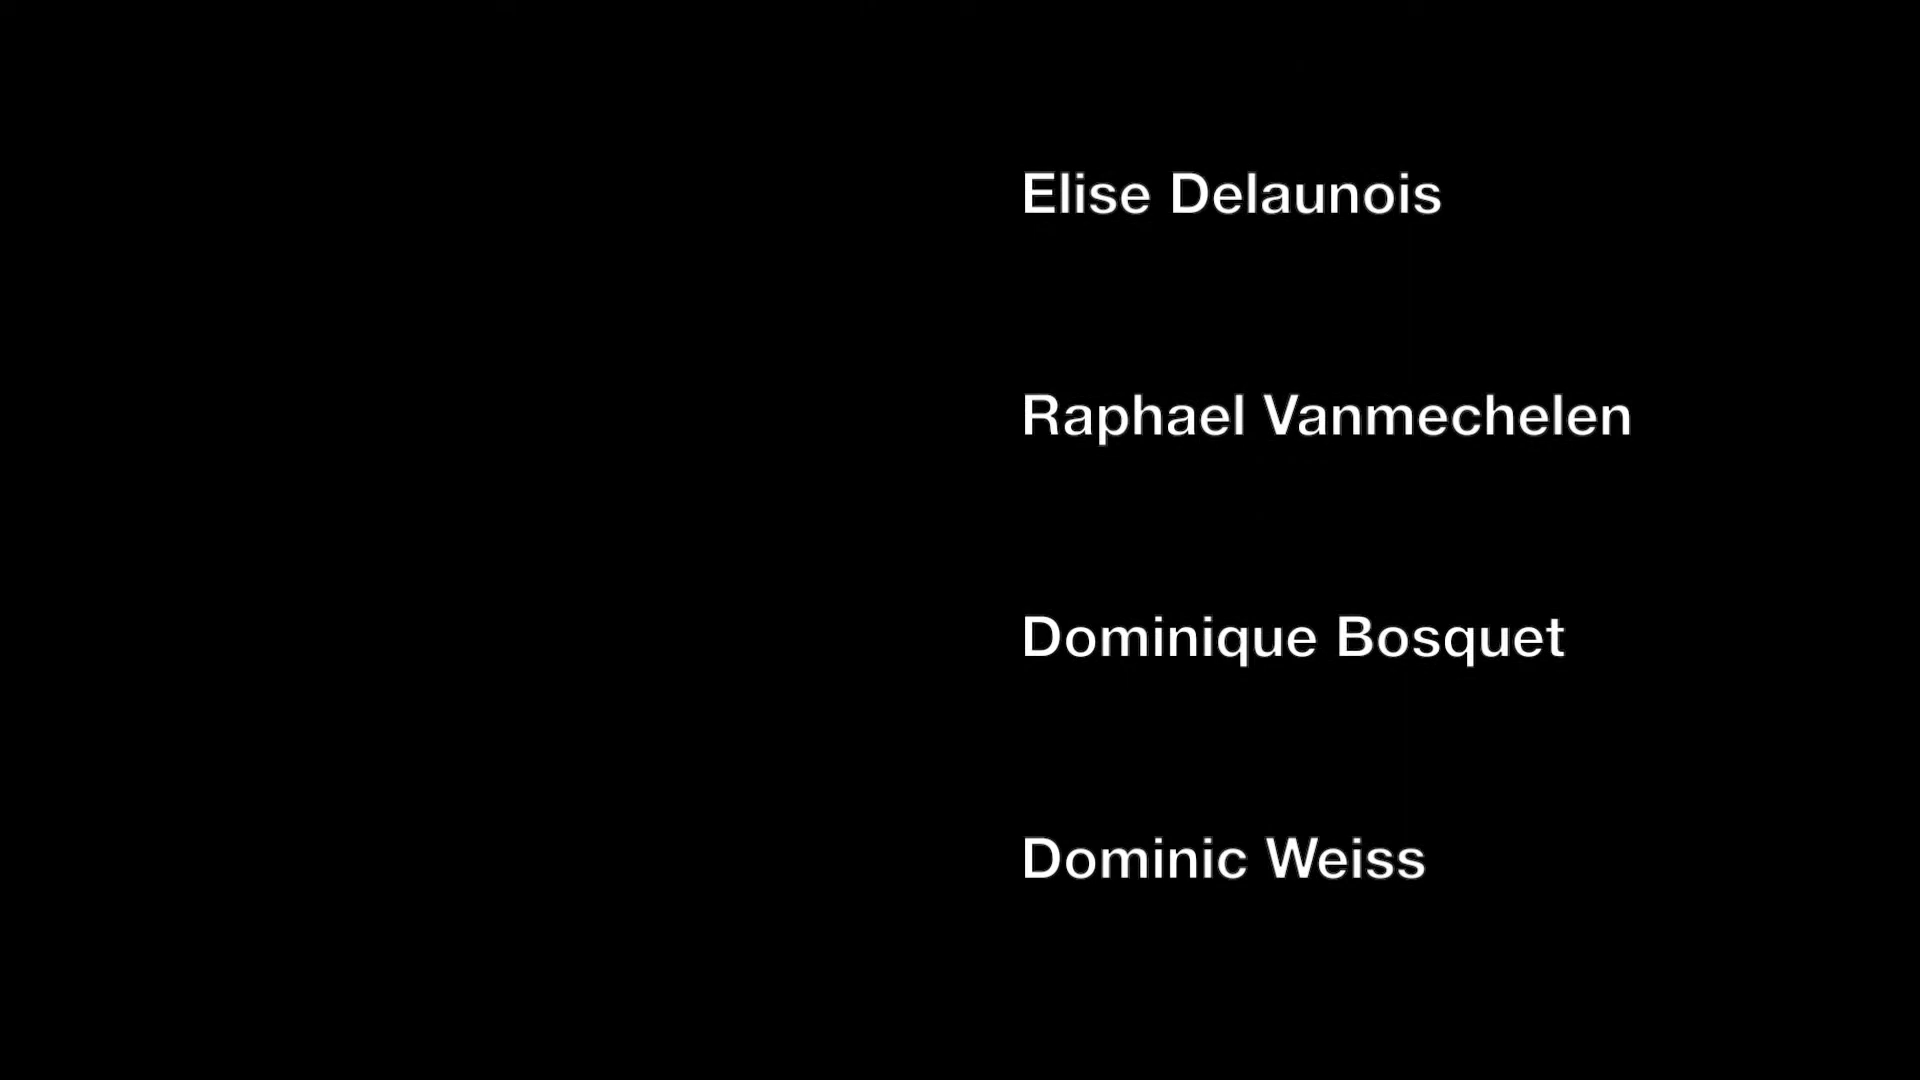 Elise Delaunois
Raphael Vanmechelen
Dominique Bosquet
Dominic Weiss